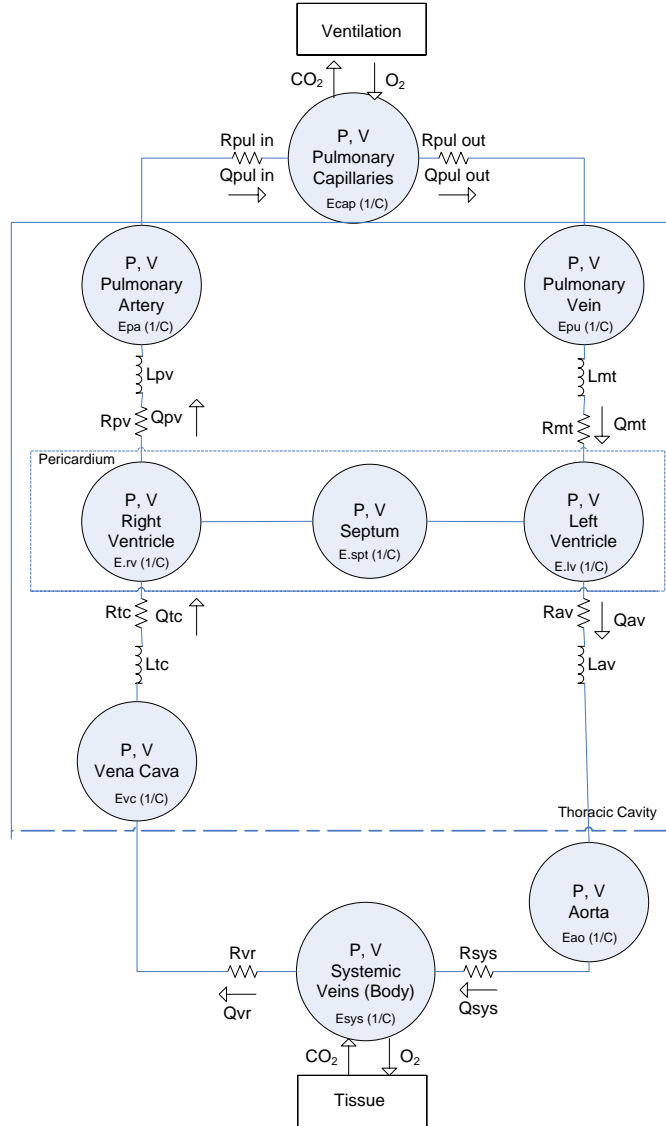 Ventilation
CO₂
O₂
Rpul in
Qpul in
P, V
Pulmonary
Capillaries
Ecap (1/C)
Rpul out
Qpul out
P, V
Pulmonary
Artery
Epa (1/C)
P, V
Pulmonary
Vein
Epu (1/C)
Lpv
Lmt
Rpv
Qpv
Rmt
Qmt
Pericardium
P, V
Right
Ventricle
E.rv (1/C)
P, V
Septum
E.spt (1/C)
P, V
Left
Ventricle
E.lv (1/C)
Rtc
Qtc
Rav
Qav
Ltc
Lav
P, V
Vena Cava
Evc (1/C)
Thoracic Cavity
P, V
Aorta
Eao (1/C)
Rvr
Qvr
P, V
Systemic
Veins (Body)
Esys (1/C)
Rsys
Qsys
CO₂
O₂
Tissue